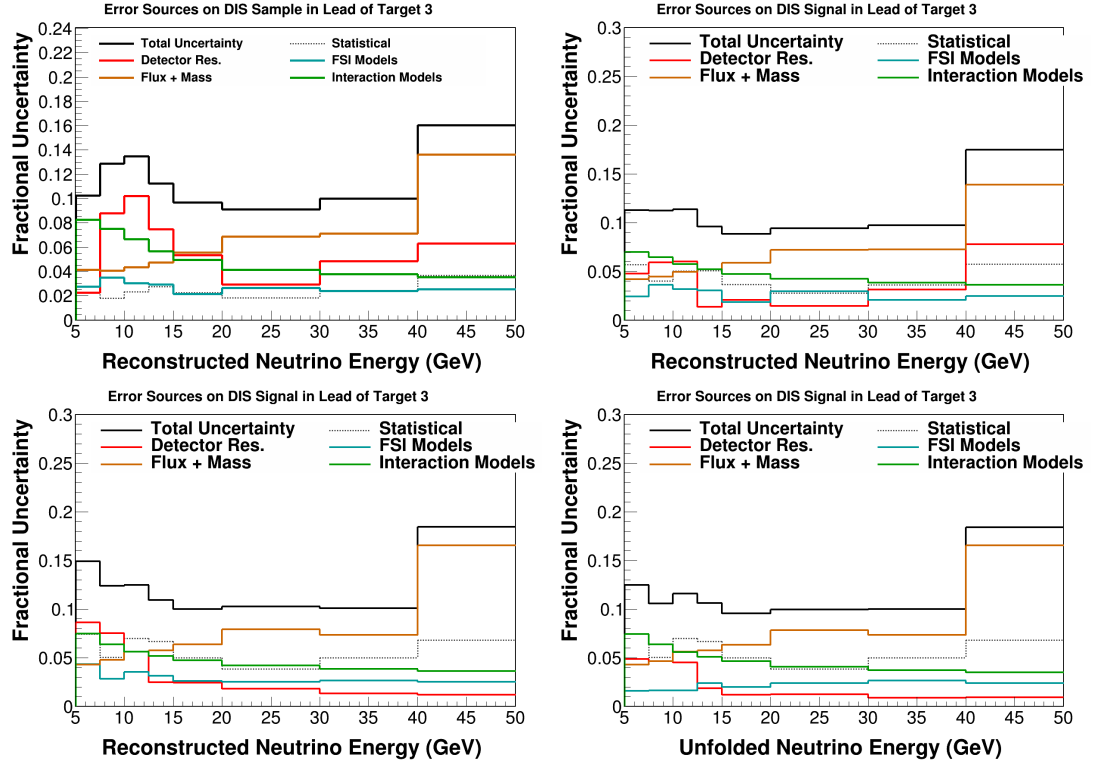 Error Sources on DIS Sample in Lead of Target 3
Fractional Uncertainty
0.24
0.22
0.2
0.18
0.16
0.14
0.12
0.1
0.08
0.06
0.04
0.02
0
Total Uncertainty
Detector Res.
Flux + Mass
Statistical
FSI Models
Interaction Models
5 10 15 20 25 30 35 40 45 50
Reconstructed Neutrino Energy (GeV)
Error Sources on DIS Signal in Lead of Target 3
Fractional Uncertainty
0.3
0.25
0.2
0.15
0.1
0.05
0
Total Uncertainty
Detector Res.
Flux + Mass
Statistical
FSI Models
Interaction Models
5 10 15 20 25 30 35 40 45 50
Reconstructed Neutrino Energy (GeV)
Error Sources on DIS Signal in Lead of Target 3
Fractional Uncertainty
0.3
0.25
0.2
0.15
0.1
0.05
0
Total Uncertainty
Detector Res.
Flux + Mass
Statistical
FSI Models
Interaction Models
5 10 15 20 25 30 35 40 45 50
Reconstructed Neutrino Energy (GeV)
Error Sources on DIS Signal in Lead of Target 3
Fractional Uncertainty
0.3
0.25
0.2
0.15
0.1
0.05
0
Total Uncertainty
Detector Res.
Flux + Mass
Statistical
FSI Models
Interaction Models
5 10 15 20 25 30 35 40 45 50
Unfolded Neutrino Energy (GeV)